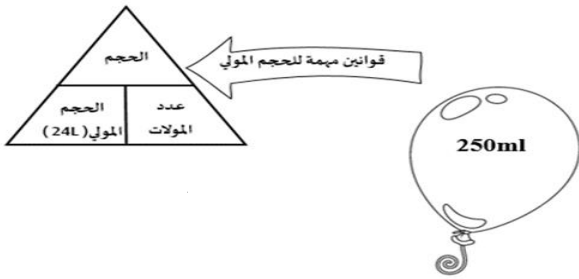 الحجم
قوانين مهمة للحجم المولي
عدد
المولات
الحجم
المولي(24L)
250ml